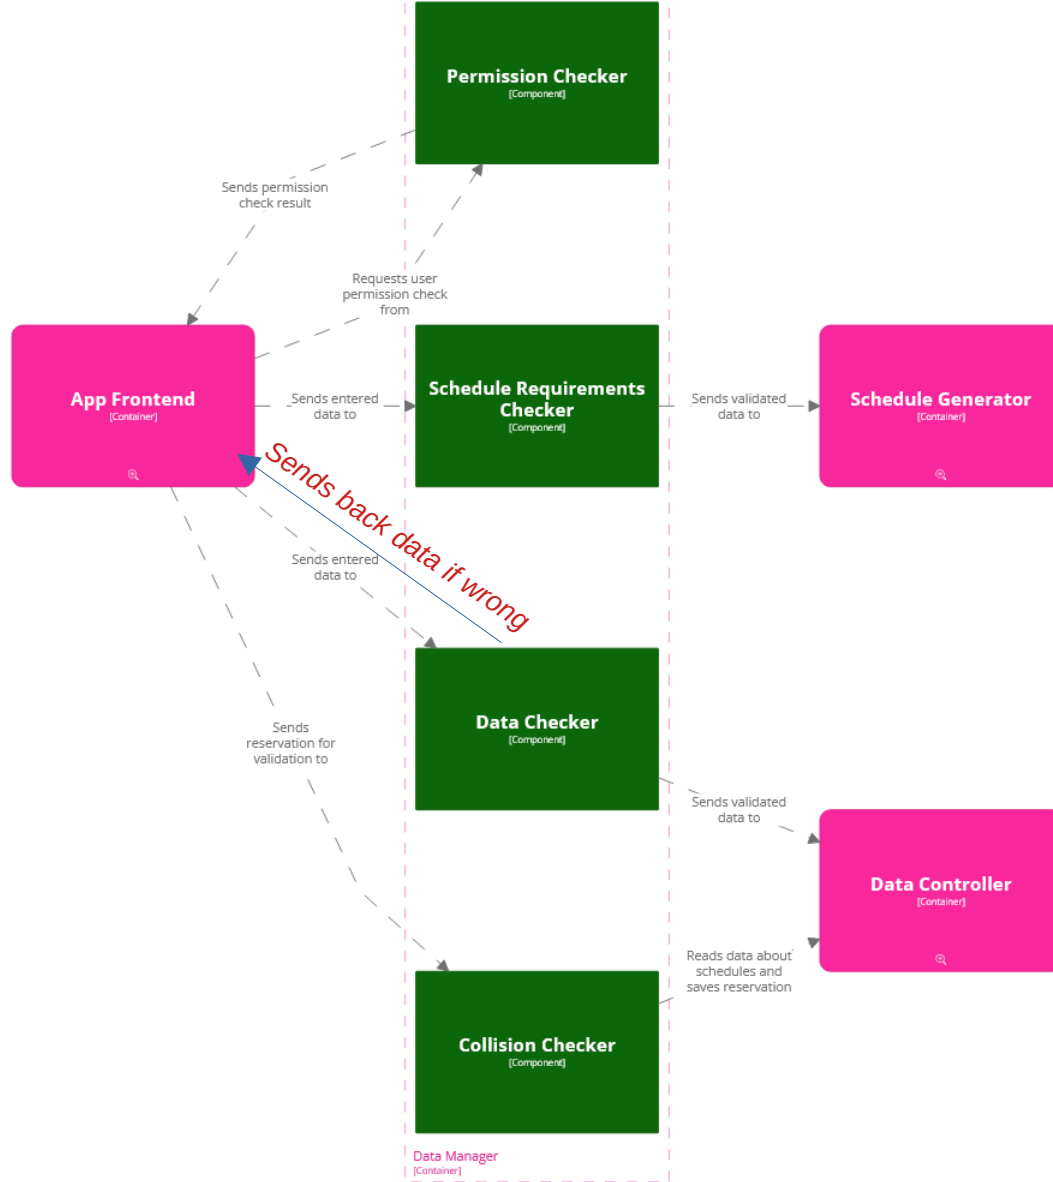 Permission Checker
[Component]
Sends permission
check result
Requests user
permission check
from
App Frontend
[Container]
Sends entered
data to
Schedule Requirements
Checker
[Component]
Sends validated
data to
Schedule Generator
[Container]
Sends back data if wrong
Sends entered
data to
Data Checker
[Component]
Sends
reservation for
validation to
Sends validated
data to
Data Controller
[Container]
Reads data about
schedules and
saves reservation
Collision Checker
[Component]
Data Manager
[Container]